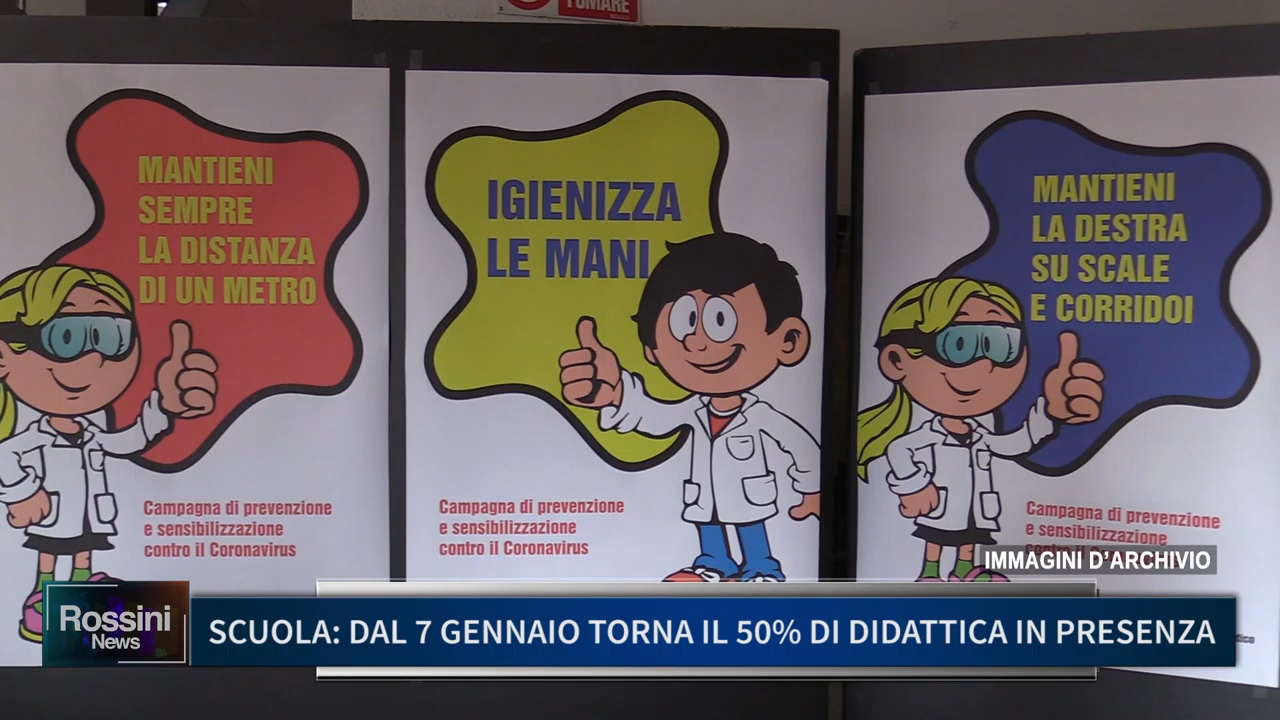 FUMARE
MANTIENI
SEMPRE
LA DISTANZA
DI UN METRO
Campagna di prevenzione
e sensibilizzazione
contro il Coronavirus
IGIENIZZA
LE MANI
Campagna di prevenzione
e sensibilizzazione
contro il Coronavirus
MANTIENI
LA DESTRA
SU SCALE
E CORRIDOI
Campagna di prevenzione
e sensibilizzazione
IMMAGINI D'ARCHIVIO
Rossini
News
SCUOLA: DAL 7 GENNAIO TORNA IL 50% DI DIDATTICA IN PRESENZA